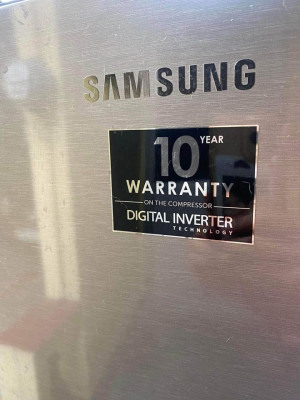 SAMSUNG
10 YEAR
WARRANTY
ON THE COMPRESSOR
DIGITAL INVERTER
TECHNOLOGY